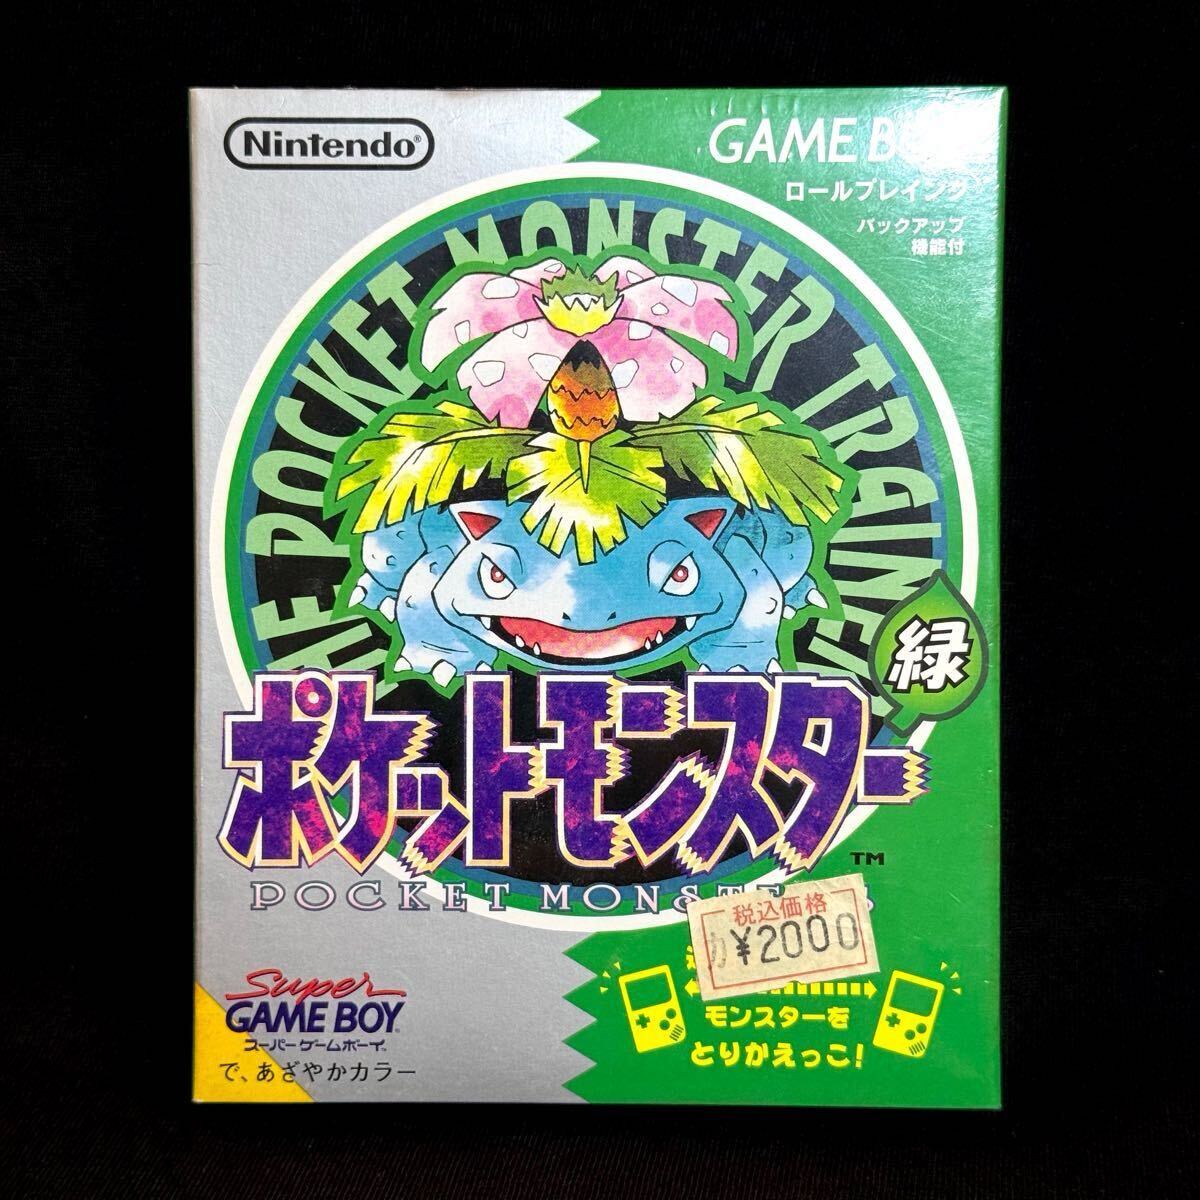 Nintendo®
GAME BOY
ロールプレイング
バックアップ
機能付
THE POCKET MONSTER TRAINER
緑
ポケットモンスター
TM
POCKET MONSTERS
税込価格
¥2000
モンスターを
とりかえっこ!
Super
GAME BOY
スーパーゲームボーイ
で、あざやかカラー